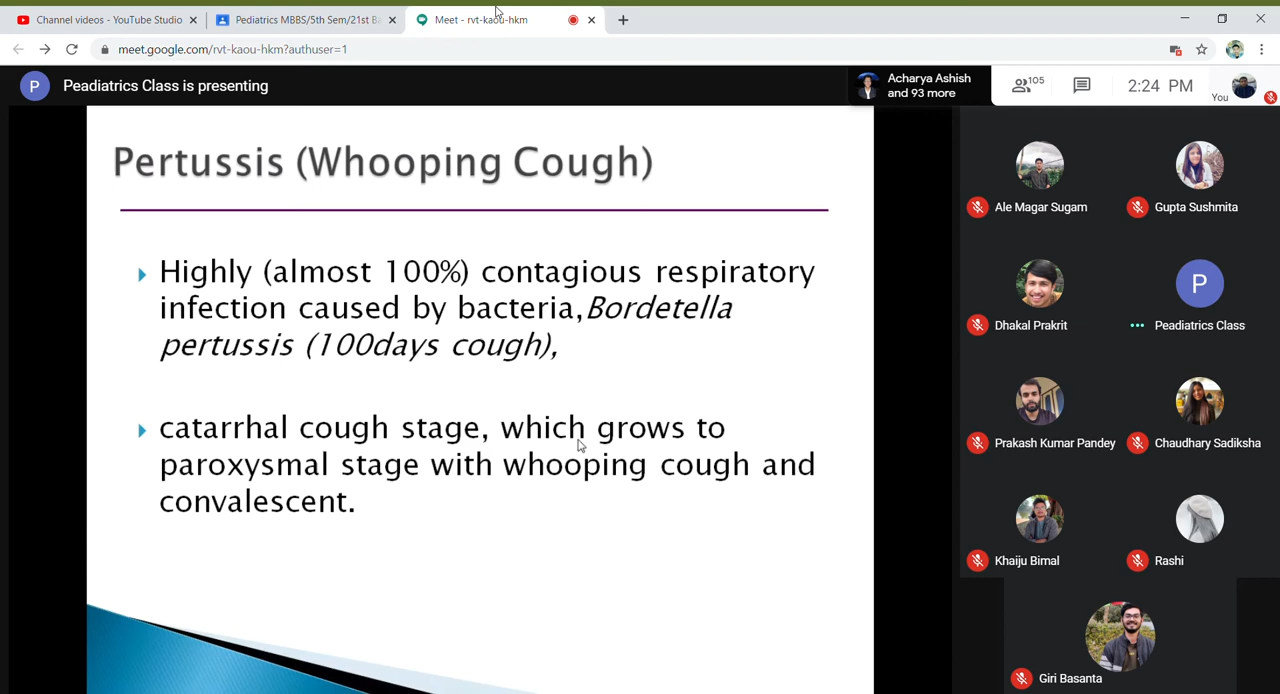 Channel videos - YouTube Studio
Pediatrics MBBS/5th Sem/21st Ba
Meet - rvt-kaou-hkm
meet.google.com/rvt-kaou-hkm?authuser=1
P
Peadiatrics Class is presenting
Acharya Ashish
and 93 more
105
2:24 PM
You
Pertussis (Whooping Cough)
Highly (almost 100%) contagious respiratory
infection caused by bacteria,Bordetella
pertussis (100days cough),
catarrhal cough stage, which grows to
paroxysmal stage with whooping cough and
convalescent.
Ale Magar Sugam
Gupta Sushmita
P
Dhakal Prakrit
Peadiatrics Class
Prakash Kumar Pandey
Chaudhary Sadiksha
Khaiju Bimal
Rashi
Giri Basanta